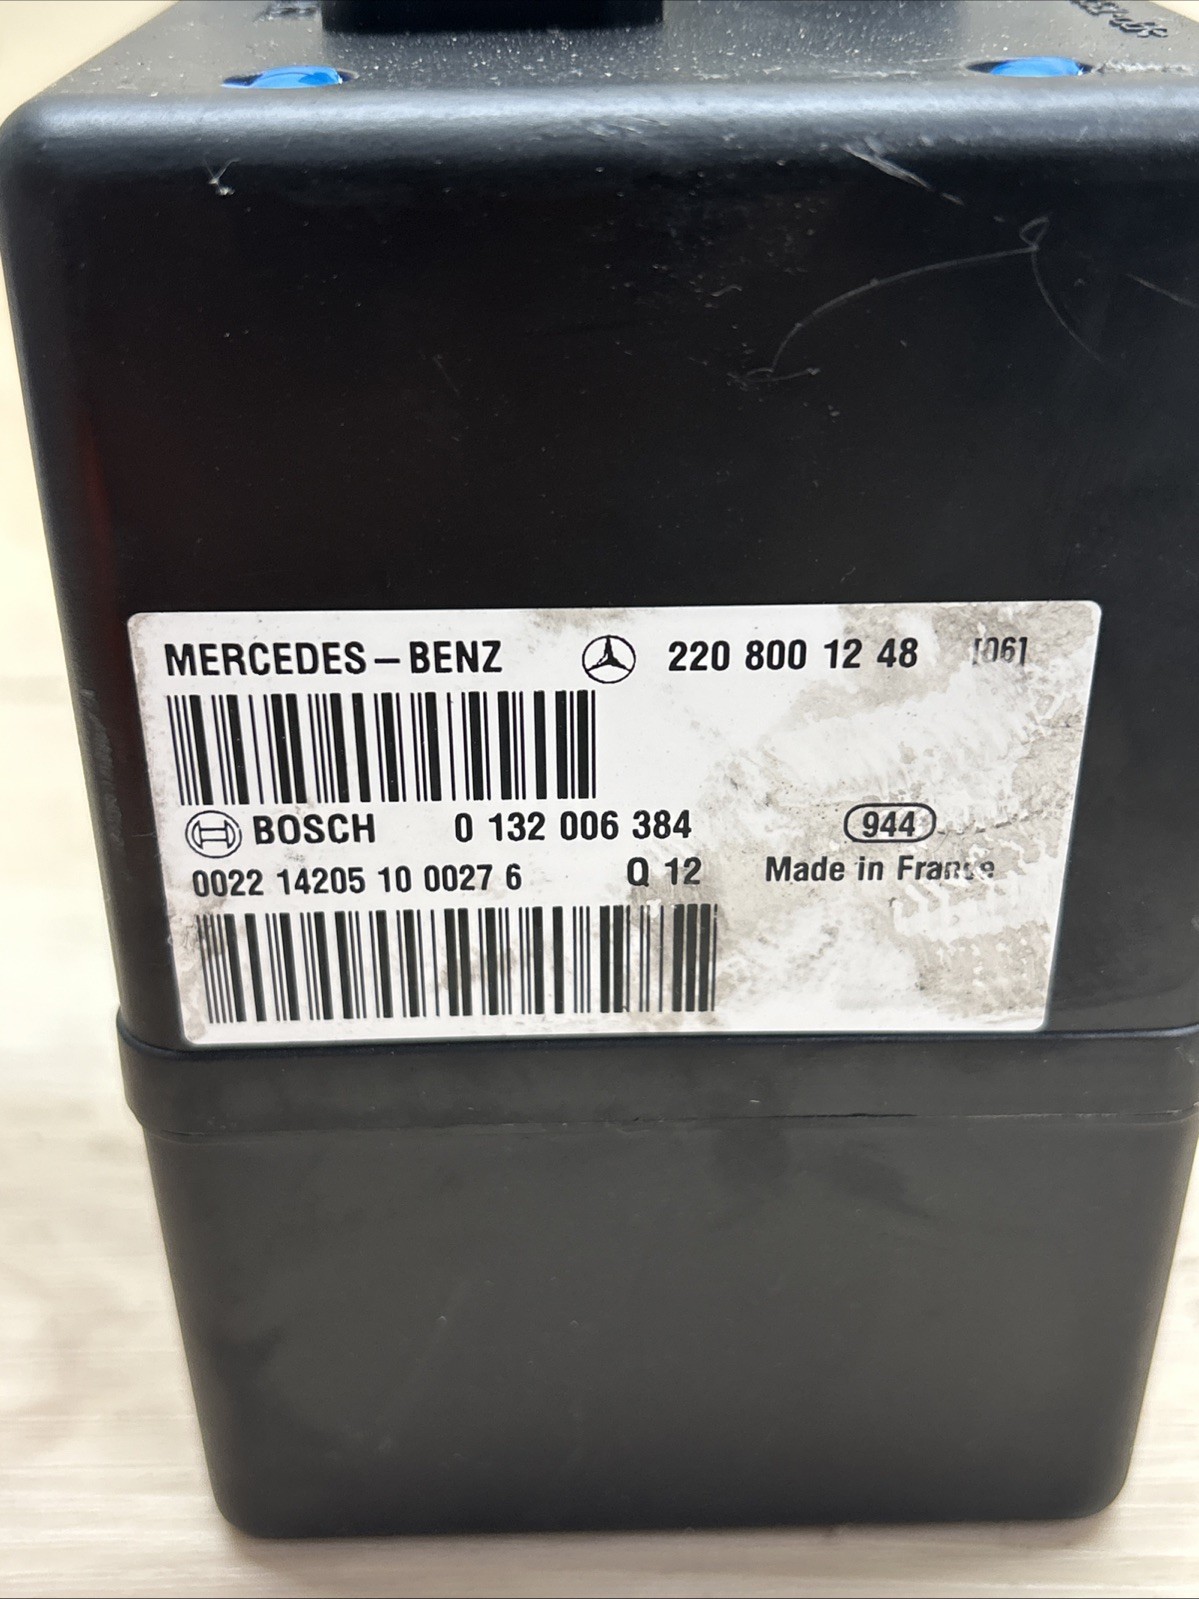 MERCEDES-BENZ 220 800 12 48 [06]
BOSCH 0 132 006 384 944
0022 14205 10 0027 6 Q 12 Made in France